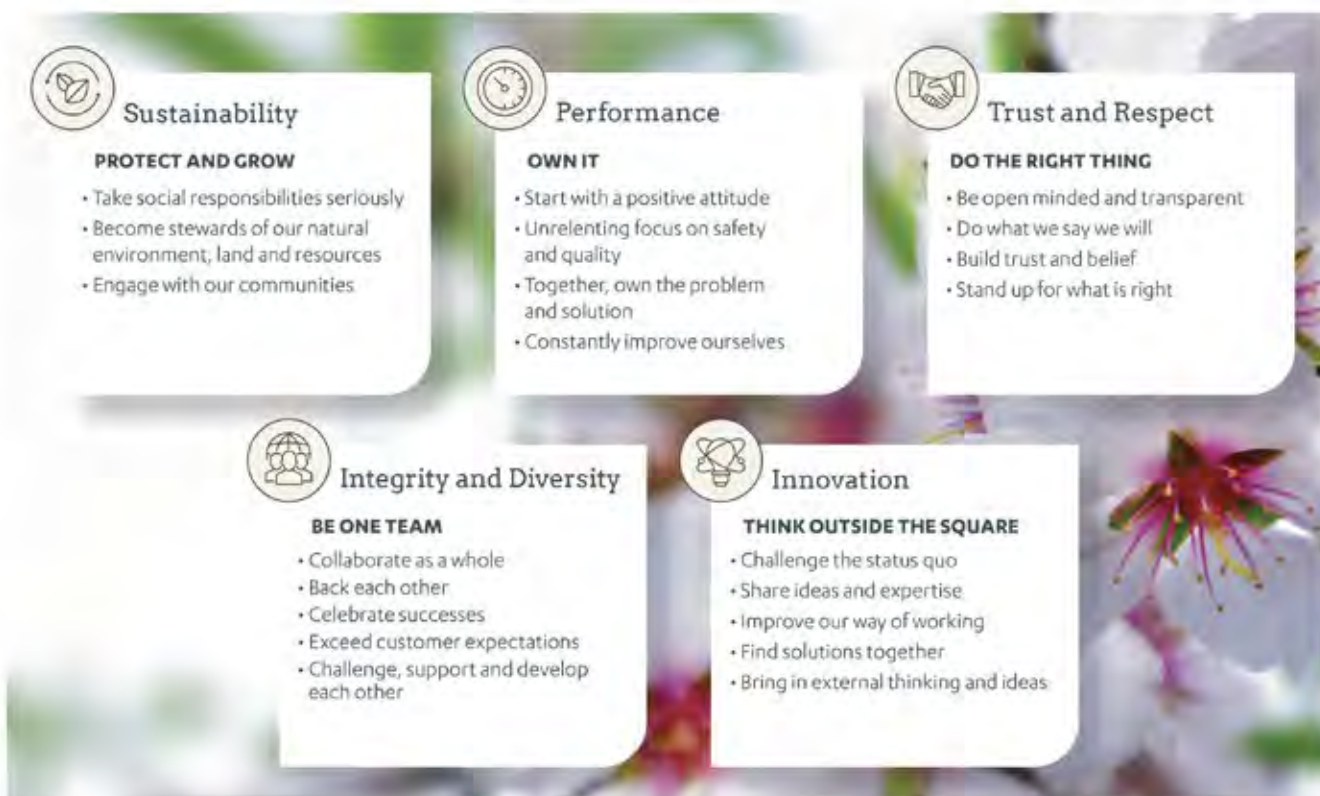 Sustainability
PROTECT AND GROW
• Take social responsibilities seriously
• Become stewards of our natural
environment, land and resources
• Engage with our communities
Performance
OWN IT
• Start with a positive attitude
• Unrelenting focus on safety
and quality
• Together, own the problem
and solution
• Constantly improve ourselves
Trust and Respect
DO THE RIGHT THING
• Be open minded and transparent
• Do what we say we will
• Build trust and belief
• Stand up for what is right
Integrity and Diversity
BE ONE TEAM
• Collaborate as a whole
• Back each other
• Celebrate successes
• Exceed customer expectations
• Challenge, support and develop
each other
Innovation
THINK OUTSIDE THE SQUARE
• Challenge the status quo
• Share ideas and expertise
• Improve our way of working
• Find solutions together
• Bring in external thinking and ideas